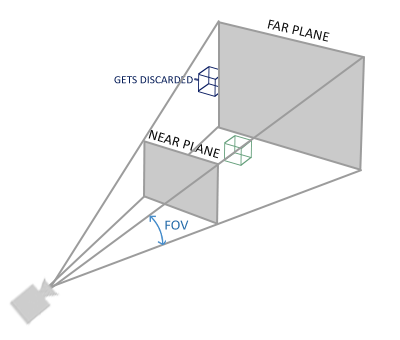 FAR PLANE
GETS DISCARDED
NEAR PLANE
FOV